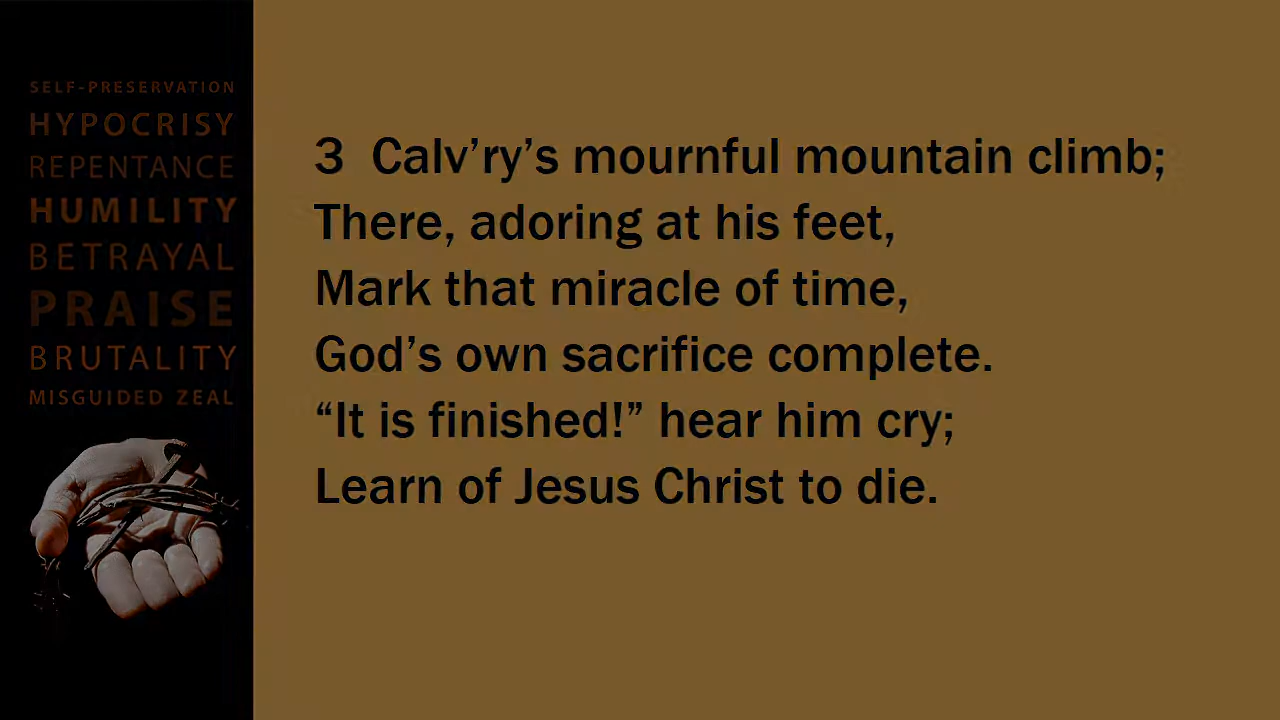 SELF-PRESERVATION
HYPOCRISY
REPENTANCE
HUMILITY
BETRAYAL
PRAISE
BRUTALITY
MISGUIDED ZEAL
3 Calv’ry’s mournful mountain climb;
There, adoring at his feet,
Mark that miracle of time,
God’s own sacrifice complete.
“It is finished!” hear him cry;
Learn of Jesus Christ to die.